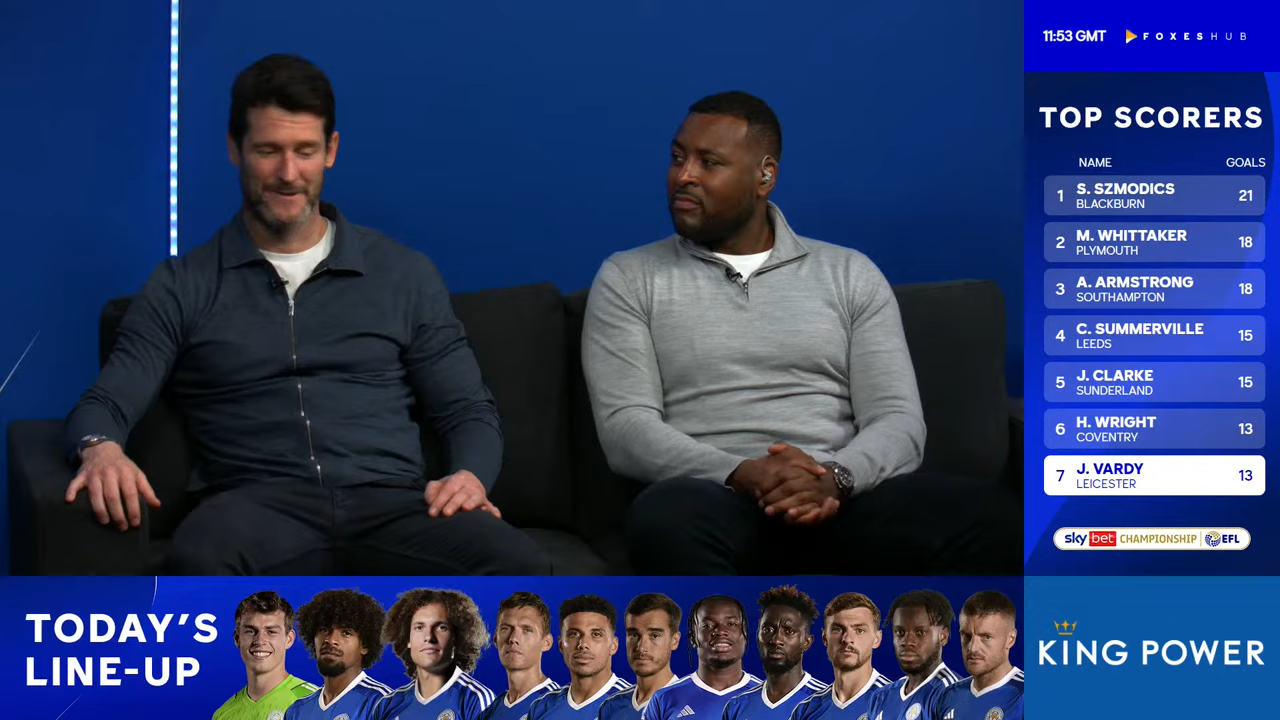 11:53 GMT
FOXESHUB
TOP SCORERS
NAME GOALS
1 S. SZMODICS 21
BLACKBURN
2 M. WHITTAKER 18
PLYMOUTH
3 A. ARMSTRONG 18
SOUTHAMPTON
4 C. SUMMERVILLE 15
LEEDS
5 J. CLARKE 15
SUNDERLAND
6 H. WRIGHT 13
COVENTRY
7 J. VARDY 13
LEICESTER
sky bet CHAMPIONSHIP EFL
TODAY'S
LINE-UP
KING POWER